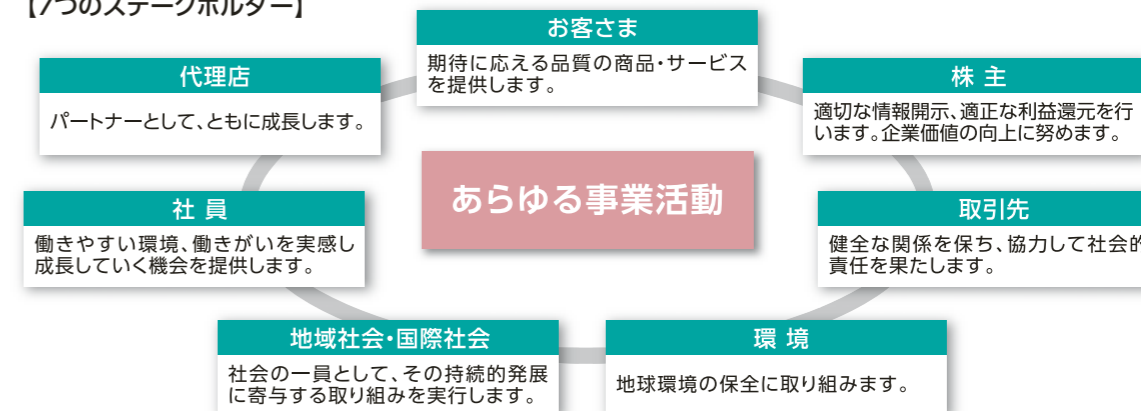 【7つのステークホルダー】
お客さま
期待に応える品質の商品・サービス
を提供します。
代理店
パートナーとして、ともに成長します。
株 主
適切な情報開示、適正な利益還元を行
います。企業価値の向上に努めます。
あらゆる事業活動
社 員
働きやすい環境、働きがいを実感し
成長していく機会を提供します。
取引先
健全な関係を保ち、協力して社会的
責任を果たします。
地域社会・国際社会
社会の一員として、その持続的発展
に寄与する取り組みを実行します。
環 境
地球環境の保全に取り組みます。